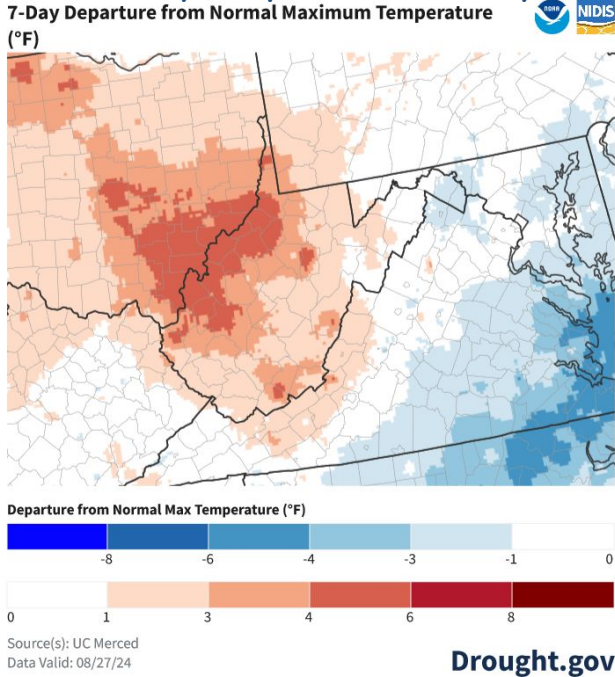 7-Day Departure from Normal Maximum Temperature
(°F)
NOAA
NIDIS
Departure from Normal Max Temperature (°F)
-8 -6 -4 -3 -1 0
0 1 3 4 6 8
Source(s): UC Merced
Data Valid: 08/27/24
Drought.gov